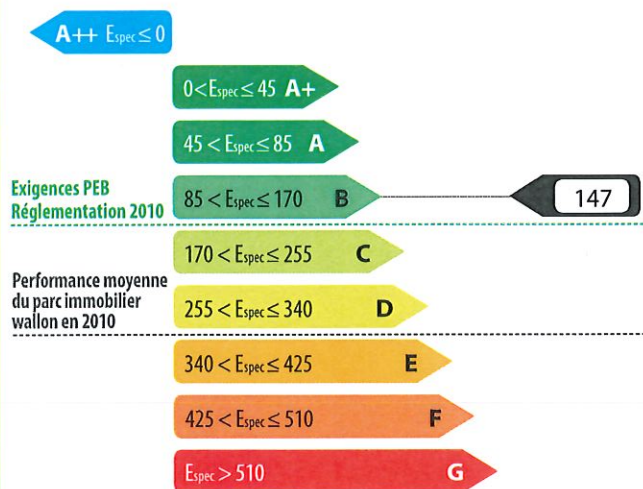 A++ Espec ≤ 0
0 < Espec ≤ 45 A+
45 < Espec ≤ 85 A
Exigences PEB
Réglementation 2010
85 < Espec ≤ 170 B
147
170 < Espec ≤ 255 C
Performance moyenne
du parc immobilier
wallon en 2010
255 < Espec ≤ 340 D
340 < Espec ≤ 425 E
425 < Espec ≤ 510 F
Espec > 510 G